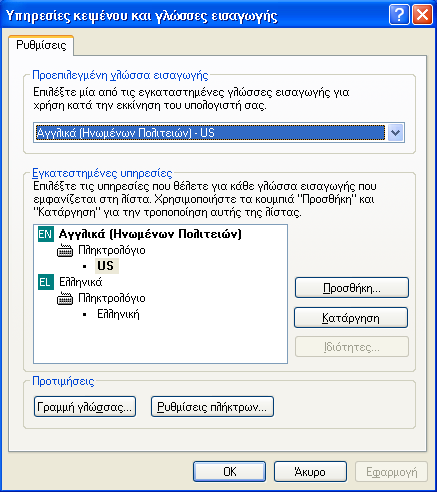 Υπηρεσίες κειμένου και γλώσσες εισαγωγής
Ρυθμίσεις
Προεπιλεγμένη γλώσσα εισαγωγής
Επιλέξτε μία από τις εγκαταστημένες γλώσσες εισαγωγής για
χρήση κατά την εκκίνηση του υπολογιστή σας.
Αγγλικά (Ηνωμένων Πολιτειών) - US
Εγκατεστημένες υπηρεσίες
Επιλέξτε τις υπηρεσίες που θέλετε για κάθε γλώσσα εισαγωγής που
εμφανίζεται στη λίστα. Χρησιμοποιήστε τα κουμπιά "Προσθήκη" και
"Κατάργηση" για την τροποποίηση αυτής της λίστας.
EN Αγγλικά (Ηνωμένων Πολιτειών)
Πληκτρολόγιο
• US
EL Ελληνικά
Πληκτρολόγιο
• Ελληνική
Προσθήκη...
Κατάργηση
Ιδιότητες...
Προτιμήσεις
Γραμμή γλώσσας...
Ρυθμίσεις πλήκτρων...
OK
Άκυρο
Εφαρμογή